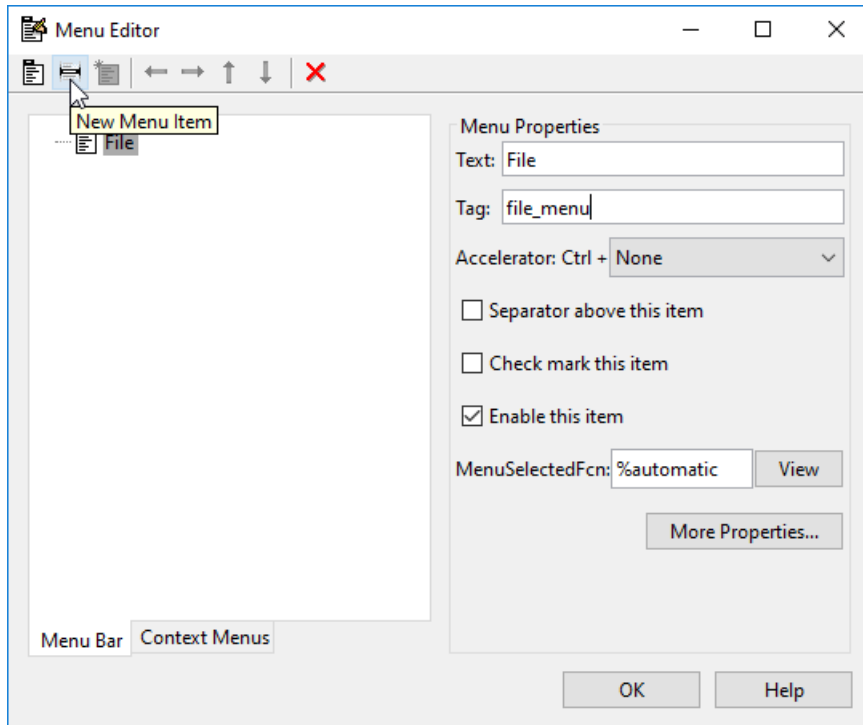 Menu Editor
New Menu Item
File
Menu Properties
Text: File
Tag: file_menu
Accelerator: Ctrl + None
Separator above this item
Check mark this item
Enable this item
MenuSelectedFcn: %automatic View
More Properties...
Menu Bar Context Menus
OK Help